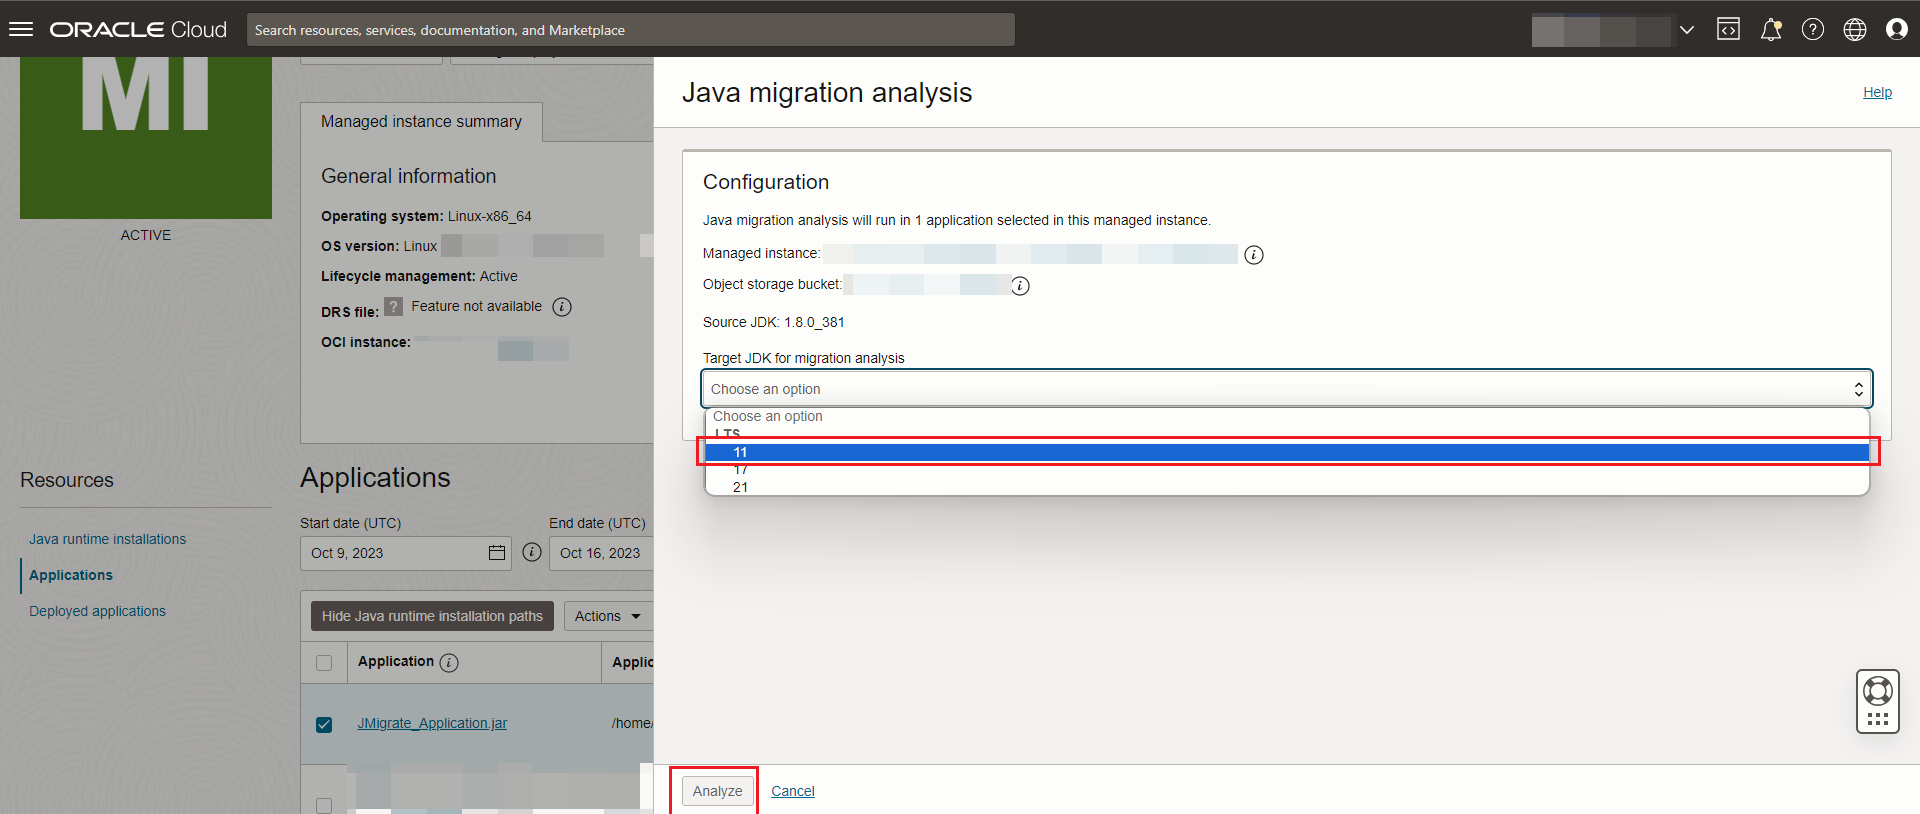 ORACLE Cloud
Search resources, services, documentation, and Marketplace
MI
ACTIVE
Resources
Java runtime installations
Applications
Deployed applications
Managed instance summary
General information
Operating system: Linux-x86_64
OS version: Linux
Lifecycle management: Active
DRS file: ? Feature not available
OCI instance:
Applications
Start date (UTC)
End date (UTC)
Oct 9, 2023
Oct 16, 2023
Hide Java runtime installation paths
Actions
Application
Applic
JMigrate_Application.jar
/home/
Java migration analysis
Help
Configuration
Java migration analysis will run in 1 application selected in this managed instance.
Managed instance:
Object storage bucket:
Source JDK: 1.8.0_381
Target JDK for migration analysis
Choose an option
Choose an option
LTS
11
17
21
Analyze
Cancel